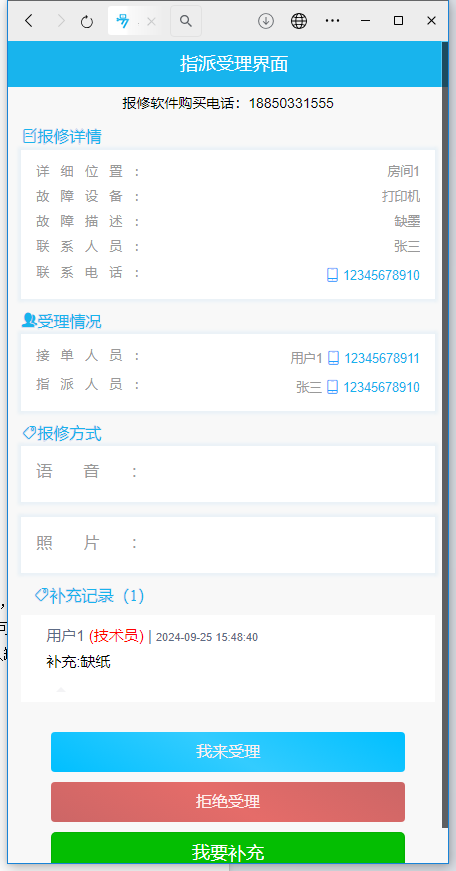 指派受理界面
报修软件购买电话：18850331555
报修详情
详细位置： 房间1
故障设备： 打印机
故障描述： 缺墨
联系人员： 张三
联系电话： 12345678910
受理情况
接单人员： 用户1 12345678911
指派人员： 张三 12345678910
报修方式
语音：
照片：
补充记录（1）
用户1 (技术员) | 2024-09-25 15:48:40
补充:缺纸
我来受理
拒绝受理
我要补充